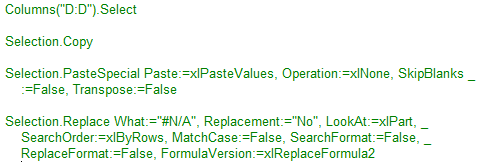 Columns("D:D").Select
Selection.Copy
Selection.PasteSpecial Paste:=xlPasteValues, Operation:=xlNone, SkipBlanks _
:=False, Transpose:=False
Selection.Replace What:="#N/A", Replacement:="No", LookAt:=xlPart, _
SearchOrder:=xlByRows, MatchCase:=False, SearchFormat:=False, _
ReplaceFormat:=False, FormulaVersion:=xlReplaceFormula2